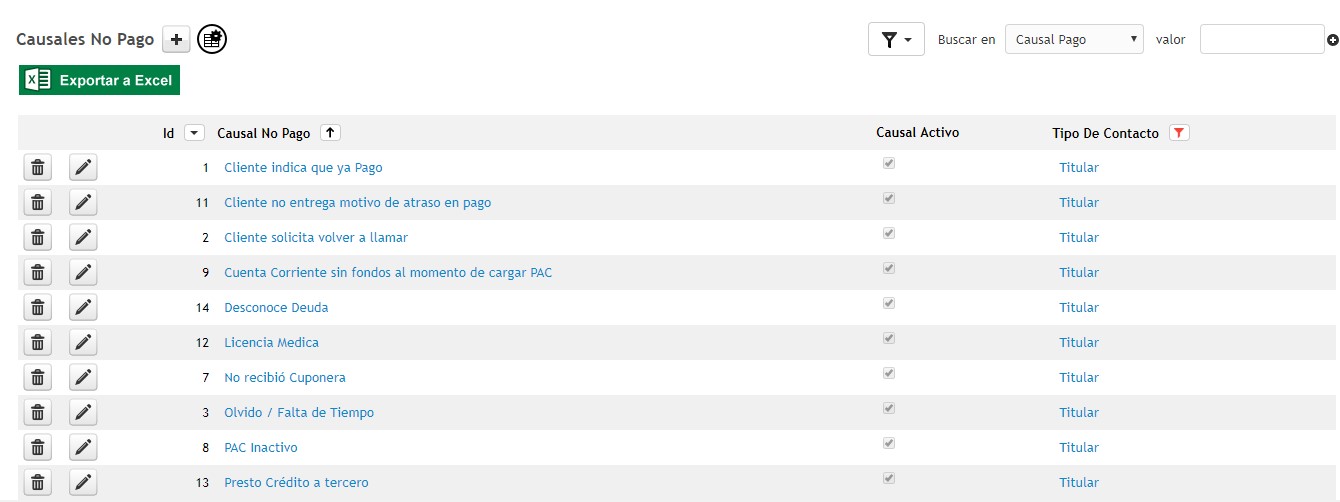 Causales No Pago
Buscar en Causal Pago valor
Exportar a Excel
Id Causal No Pago Causal Activo Tipo De Contacto
1 Cliente indica que ya Pago Titular
11 Cliente no entrega motivo de atraso en pago Titular
2 Cliente solicita volver a llamar Titular
9 Cuenta Corriente sin fondos al momento de cargar PAC Titular
14 Desconoce Deuda Titular
12 Licencia Medica Titular
7 No recibió Cuponera Titular
3 Olvido / Falta de Tiempo Titular
8 PAC Inactivo Titular
13 Presto Crédito a tercero Titular